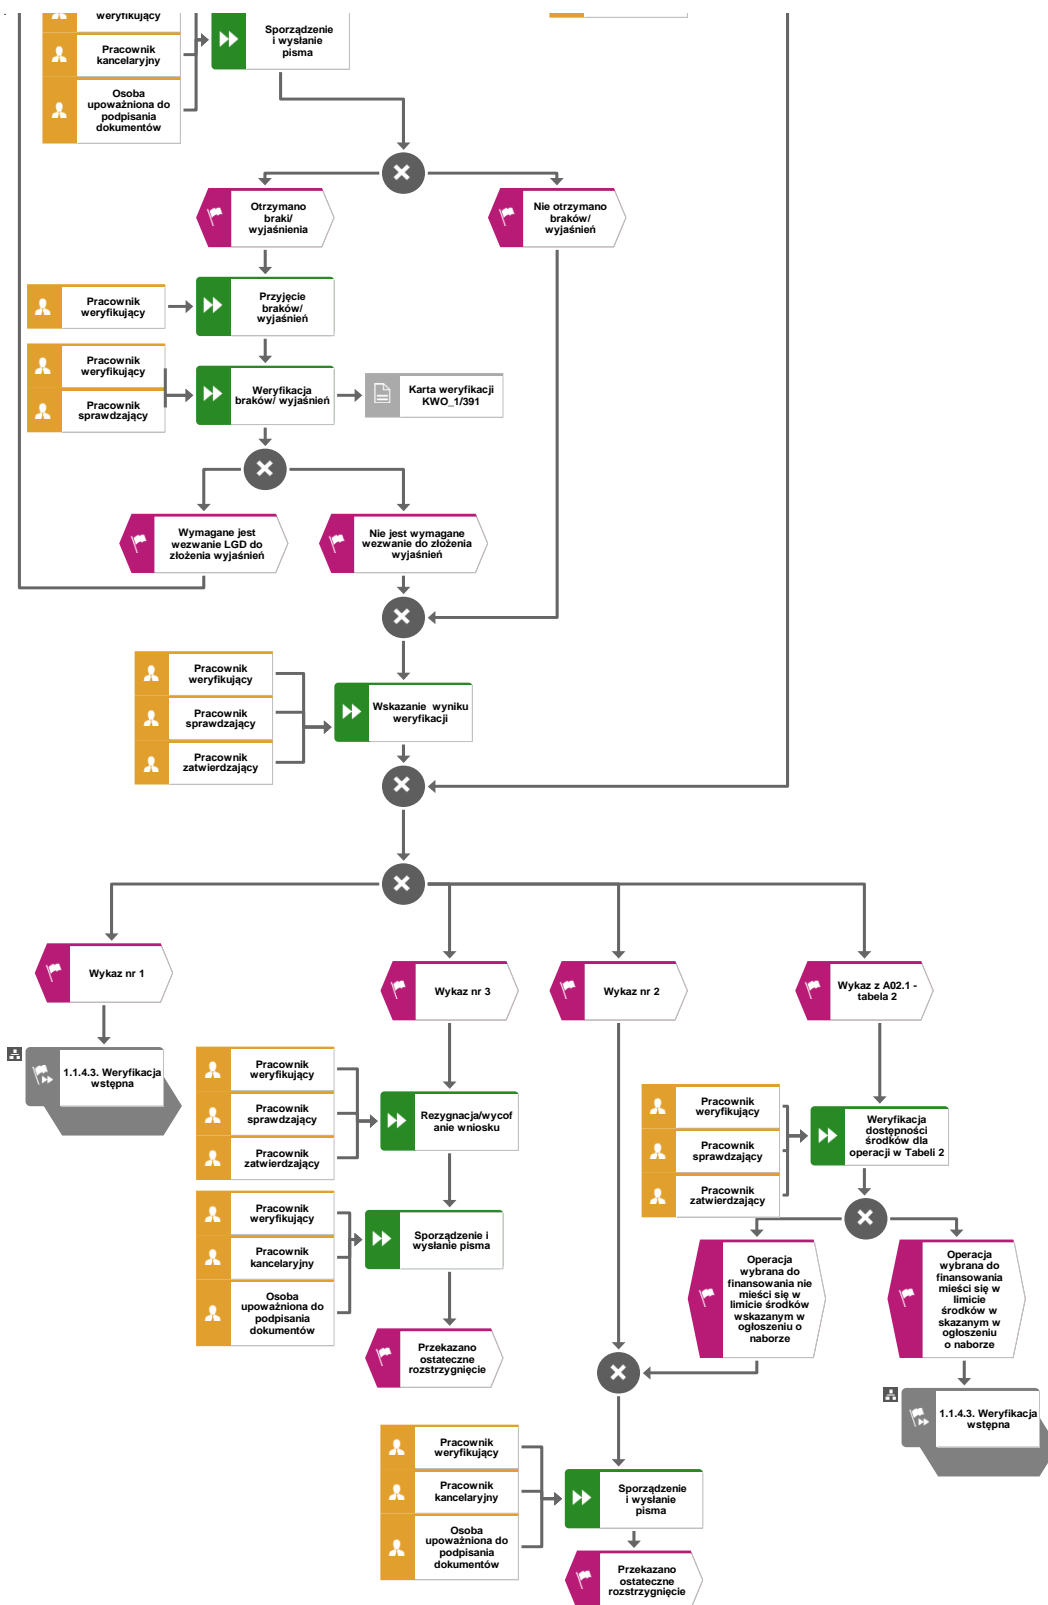 weryfikujący
Pracownik
kancelaryjny
Osoba
upoważniona do
podpisania
dokumentów
Sporządzenie
i wysłanie
pisma
Otrzymano
braki/
wyjaśnienia
Nie otrzymano
braków/
wyjaśnień
Pracownik
weryfikujący
Przyjęcie
braków/
wyjaśnień
Pracownik
weryfikujący
Pracownik
sprawdzający
Weryfikacja
braków/ wyjaśnień
Karta weryfikacji
KWO_1/391
Wymagane jest
wezwanie LGD do
złożenia wyjaśnień
Nie jest wymagane
wezwanie do złożenia
wyjaśnień
Pracownik
weryfikujący
Pracownik
sprawdzający
Pracownik
zatwierdzający
Wskazanie wyniku
weryfikacji
Wykaz nr 1
Wykaz nr 3
Wykaz nr 2
Wykaz z A02.1 -
tabela 2
1.1.4.3. Weryfikacja
wstępna
Pracownik
weryfikujący
Pracownik
sprawdzający
Pracownik
zatwierdzający
Rezygnacja/wycof
anie wniosku
Pracownik
weryfikujący
Pracownik
sprawdzający
Pracownik
zatwierdzający
Weryfikacja
dostępności
środków dla
operacji w Tabeli 2
Pracownik
weryfikujący
Pracownik
kancelaryjny
Osoba
upoważniona do
podpisania
dokumentów
Sporządzenie i
wysłanie pisma
Operacja
wybrana do
finansowania nie
mieści się w
limicie środków
wskazanym w
ogłoszeniu o
naborze
Operacja
wybrana do
finansowania
mieści się w
limicie
środków w
skazanym w
ogłoszeniu
o naborze
Przekazano
ostateczne
rozstrzygnięcie
1.1.4.3. Weryfikacja
wstępna
Pracownik
weryfikujący
Pracownik
kancelaryjny
Osoba
upoważniona do
podpisania
dokumentów
Sporządzenie
i wysłanie
pisma
Przekazano
ostateczne
rozstrzygnięcie